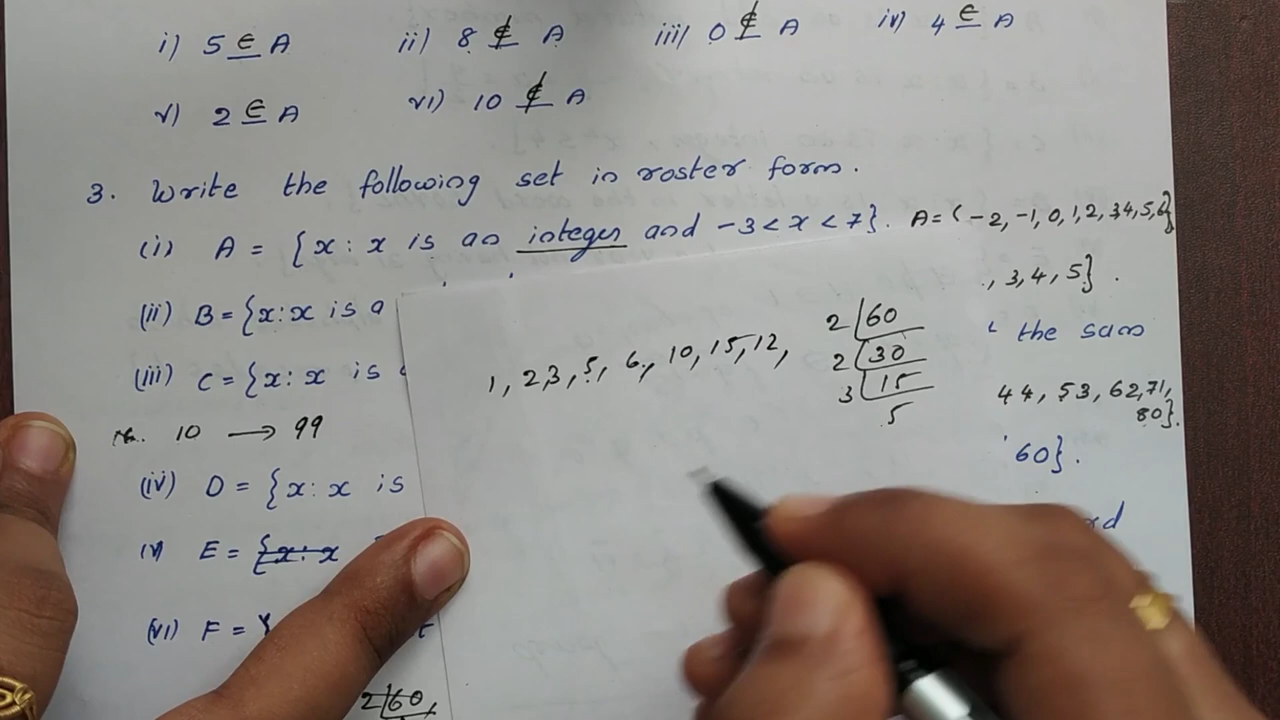 i) 5 ∈ A ii) 8 ∉ A iii) 0 ∉ A iv) 4 ∈ A
v) 2 ∈ A vi) 10 ∉ A
3. Write the following set in roster form.
(i) A = {x : x is an integer and -3 < x < 7}. A = {-2, -1, 0, 1, 2, 3 4, 5, 6}
(ii) B = {x : x is a , 3, 4, 5}.
(iii) C = {x : x is the sum
44, 53, 62, 71,
80}.
10 → 99
(iv) D = {x : x is 60}.
(v) E = {x : x
(vi) F = {
1, 2 3, 5, 6, 10, 15, 12,
2 | 60
2 | 30
3 | 15
5
2 | 60